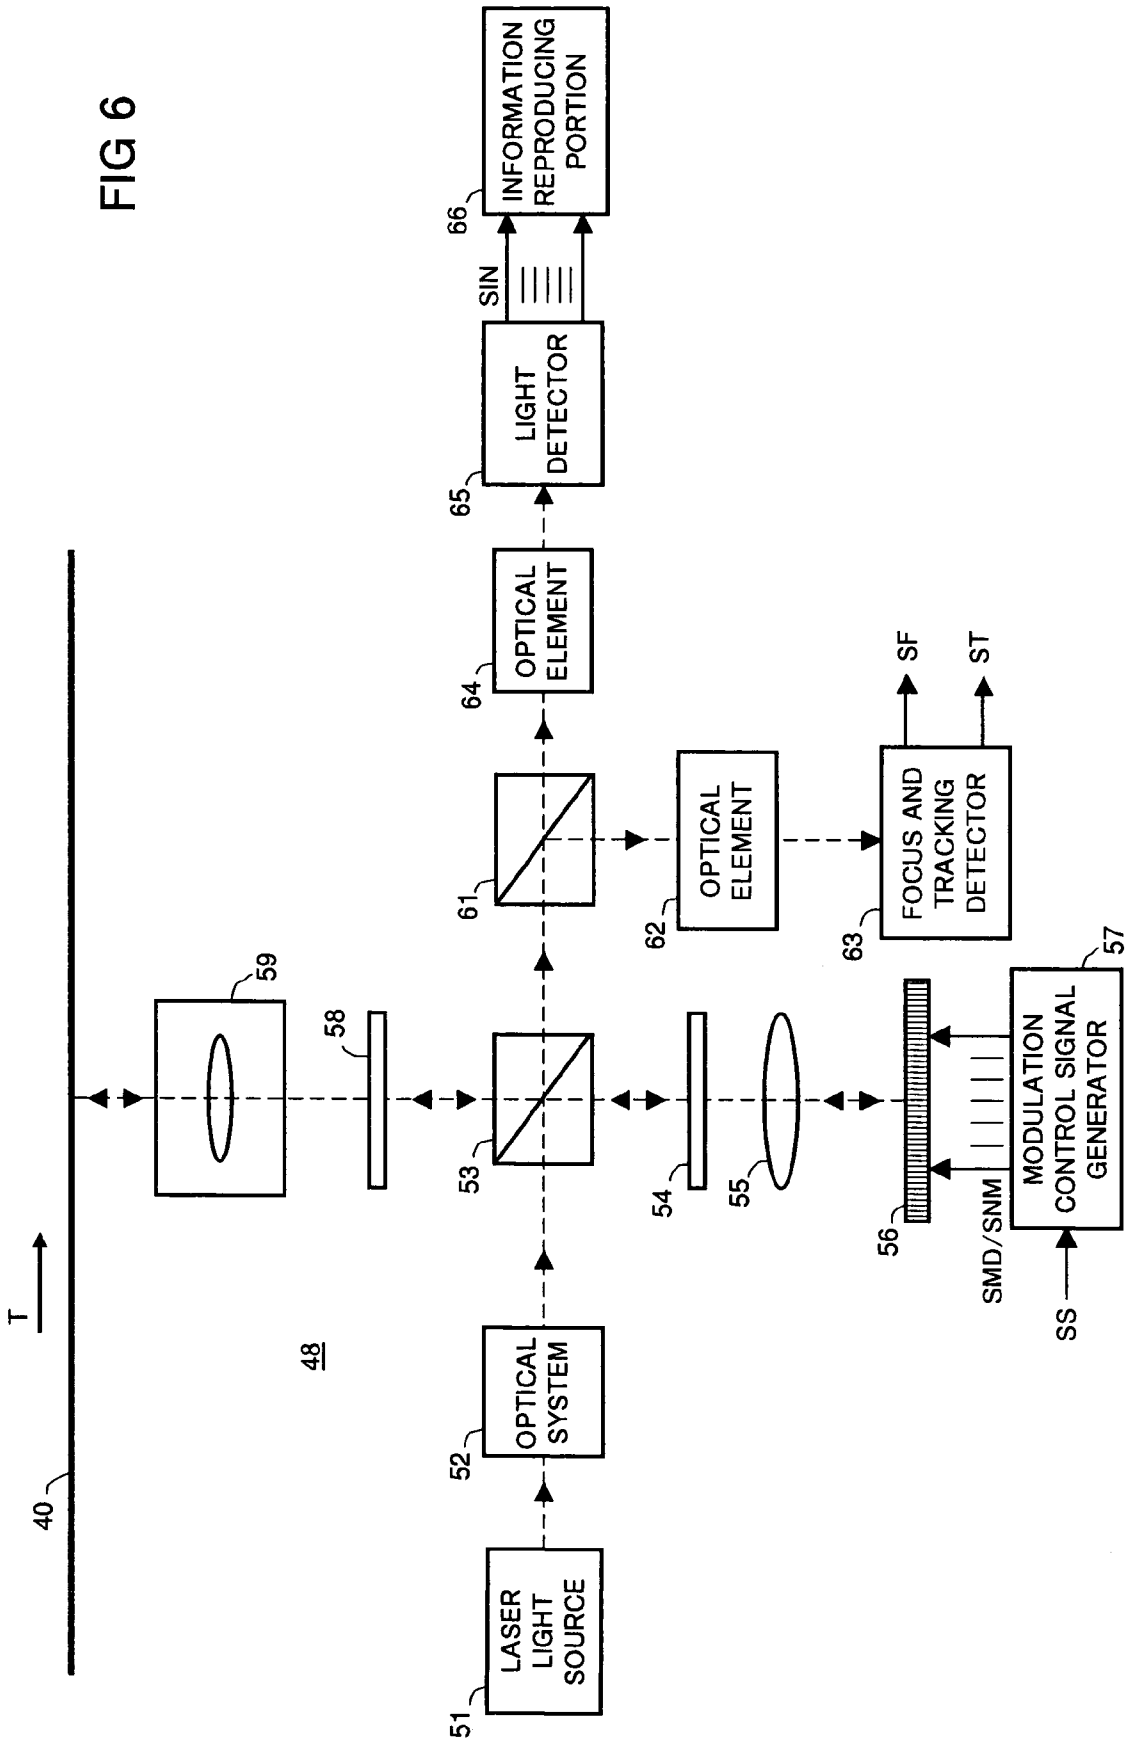 FIG 6
T
40
48
59
58
51
LASER
LIGHT
SOURCE
52
OPTICAL
SYSTEM
53
61
64
OPTICAL
ELEMENT
65
LIGHT
DETECTOR
SIN
66
INFORMATION
REPRODUCING
PORTION
54
55
56
SMD/SNM
SS
MODULATION
CONTROL SIGNAL
GENERATOR
57
62
OPTICAL
ELEMENT
63
FOCUS AND
TRACKING
DETECTOR
SF
ST